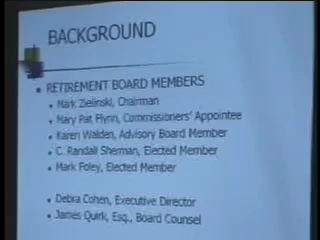 BACKGROUND
RETIREMENT BOARD MEMBERS
Mark Zielinski, Chairman
Mary Pat Flynn, Commissioners' Appointee
Karen Walden, Advisory Board Member
C. Randall Sherman, Elected Member
Mark Foley, Elected Member
Debra Cohen, Executive Director
James Quirk, Esq., Board Counsel